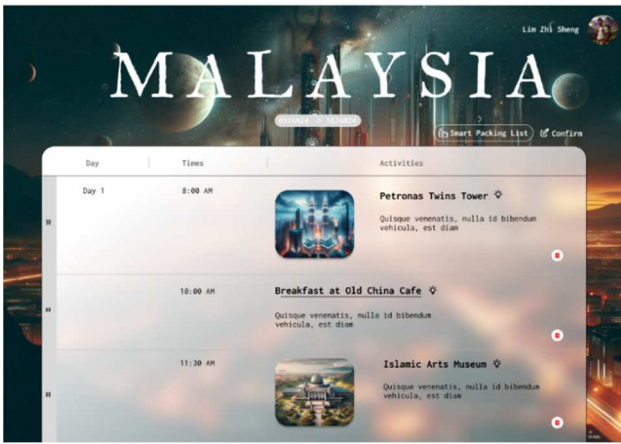 Lim Zhi Sheng
MALAYSIA
Smart Packing List
Confirm
Day Times Activities
Day 1 8:00 AM Petronas Twins Tower
Quisque venenatis, nulla id bibendum
vehicula, est diam
10:00 AM Breakfast at Old China Cafe
Quisque venenatis, nulla id bibendum
vehicula, est diam
11:30 AM Islamic Arts Museum
Quisque venenatis, nulla id bibendum
vehicula, est diam